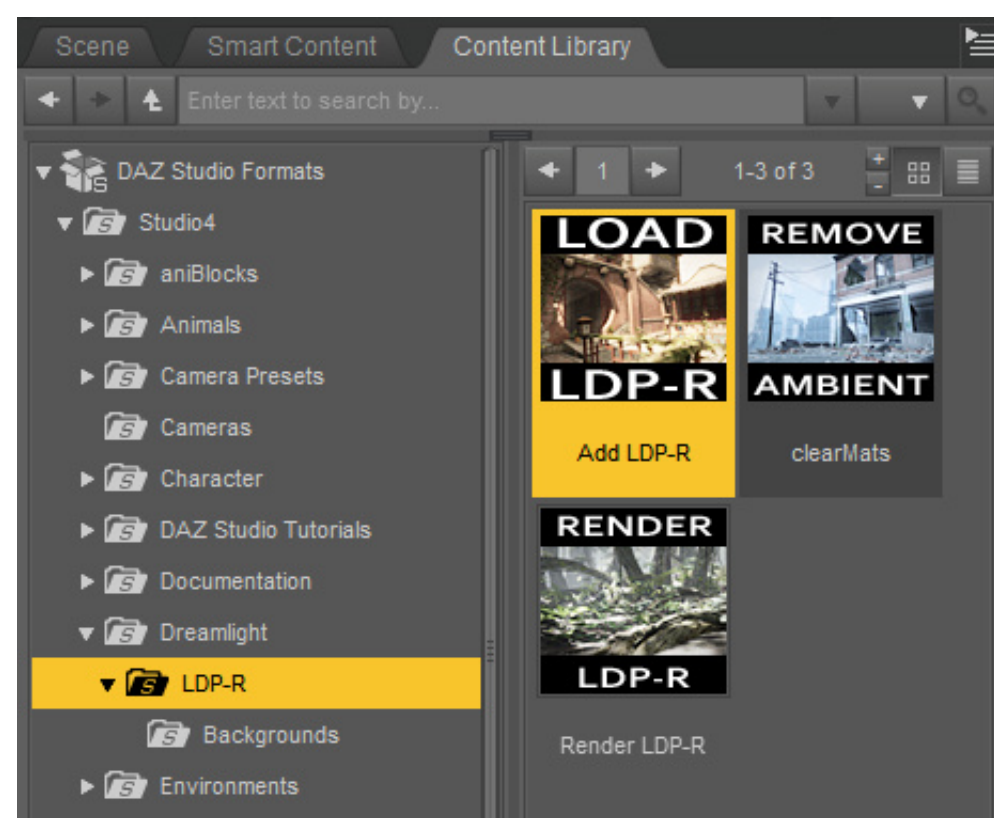 Scene Smart Content Content Library
Enter text to search by...
DAZ Studio Formats
Studio4
aniBlocks
Animals
Camera Presets
Cameras
Character
DAZ Studio Tutorials
Documentation
Dreamlight
LDP-R
Backgrounds
Environments
1 1-3 of 3
LOAD
LDP-R
Add LDP-R
REMOVE
AMBIENT
clearMats
RENDER
LDP-R
Render LDP-R